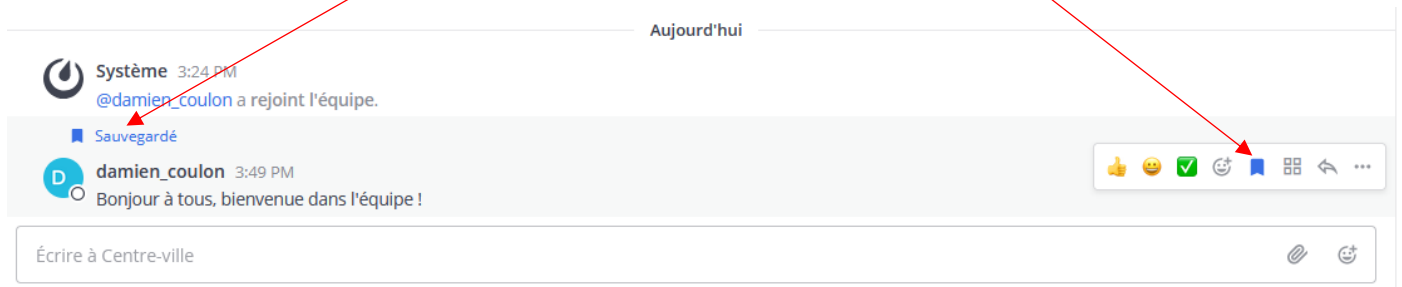 Aujourd'hui
Système 3:24 PM
@damien_coulon a rejoint l'équipe.
Sauvegardé
D
damien_coulon 3:49 PM
Bonjour à tous, bienvenue dans l'équipe !
Écrire à Centre-ville